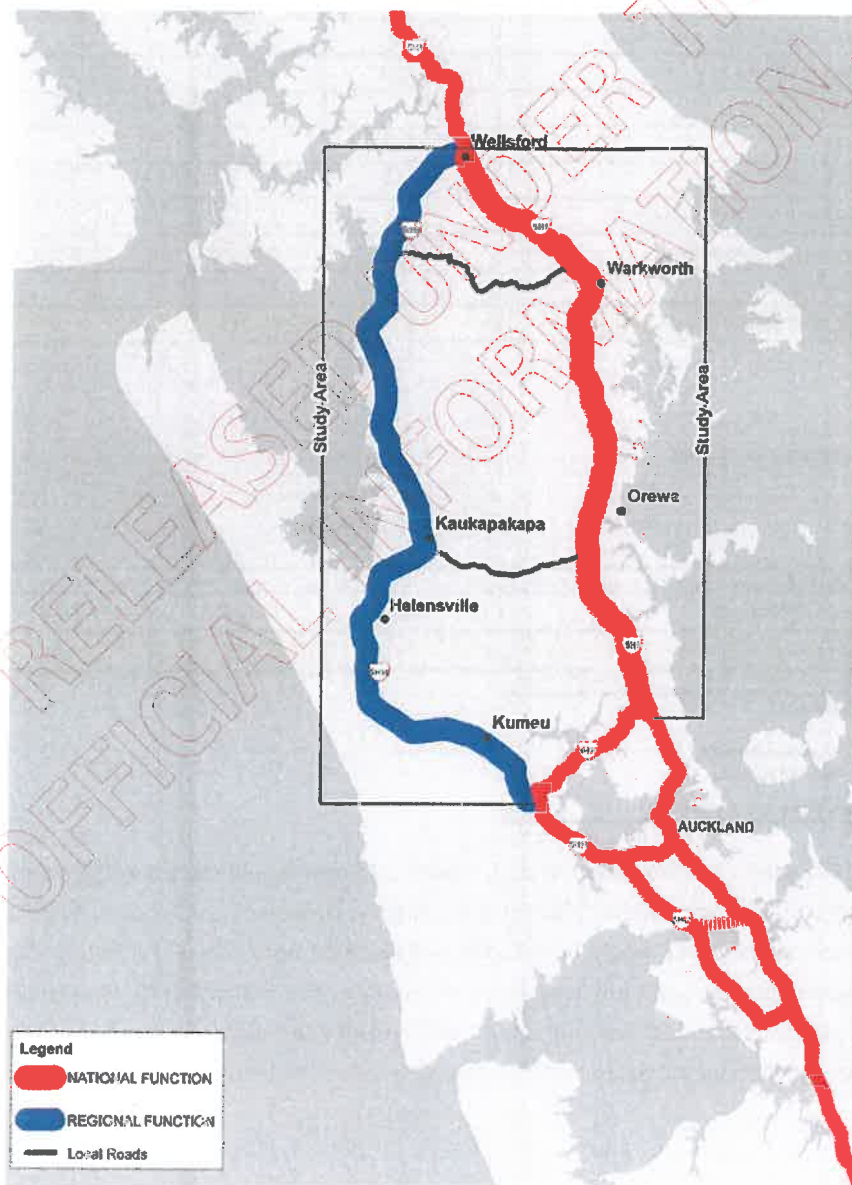 RELEASED UNDER
OFFICIAL INFORMATION
Wellsford
SH1
Warkworth
Study Area
Study Area
Orewa
Kaukapakapa
Helensville
Kumeu
AUCKLAND
Legend
NATIONAL FUNCTION
REGIONAL FUNCTION
Local Roads